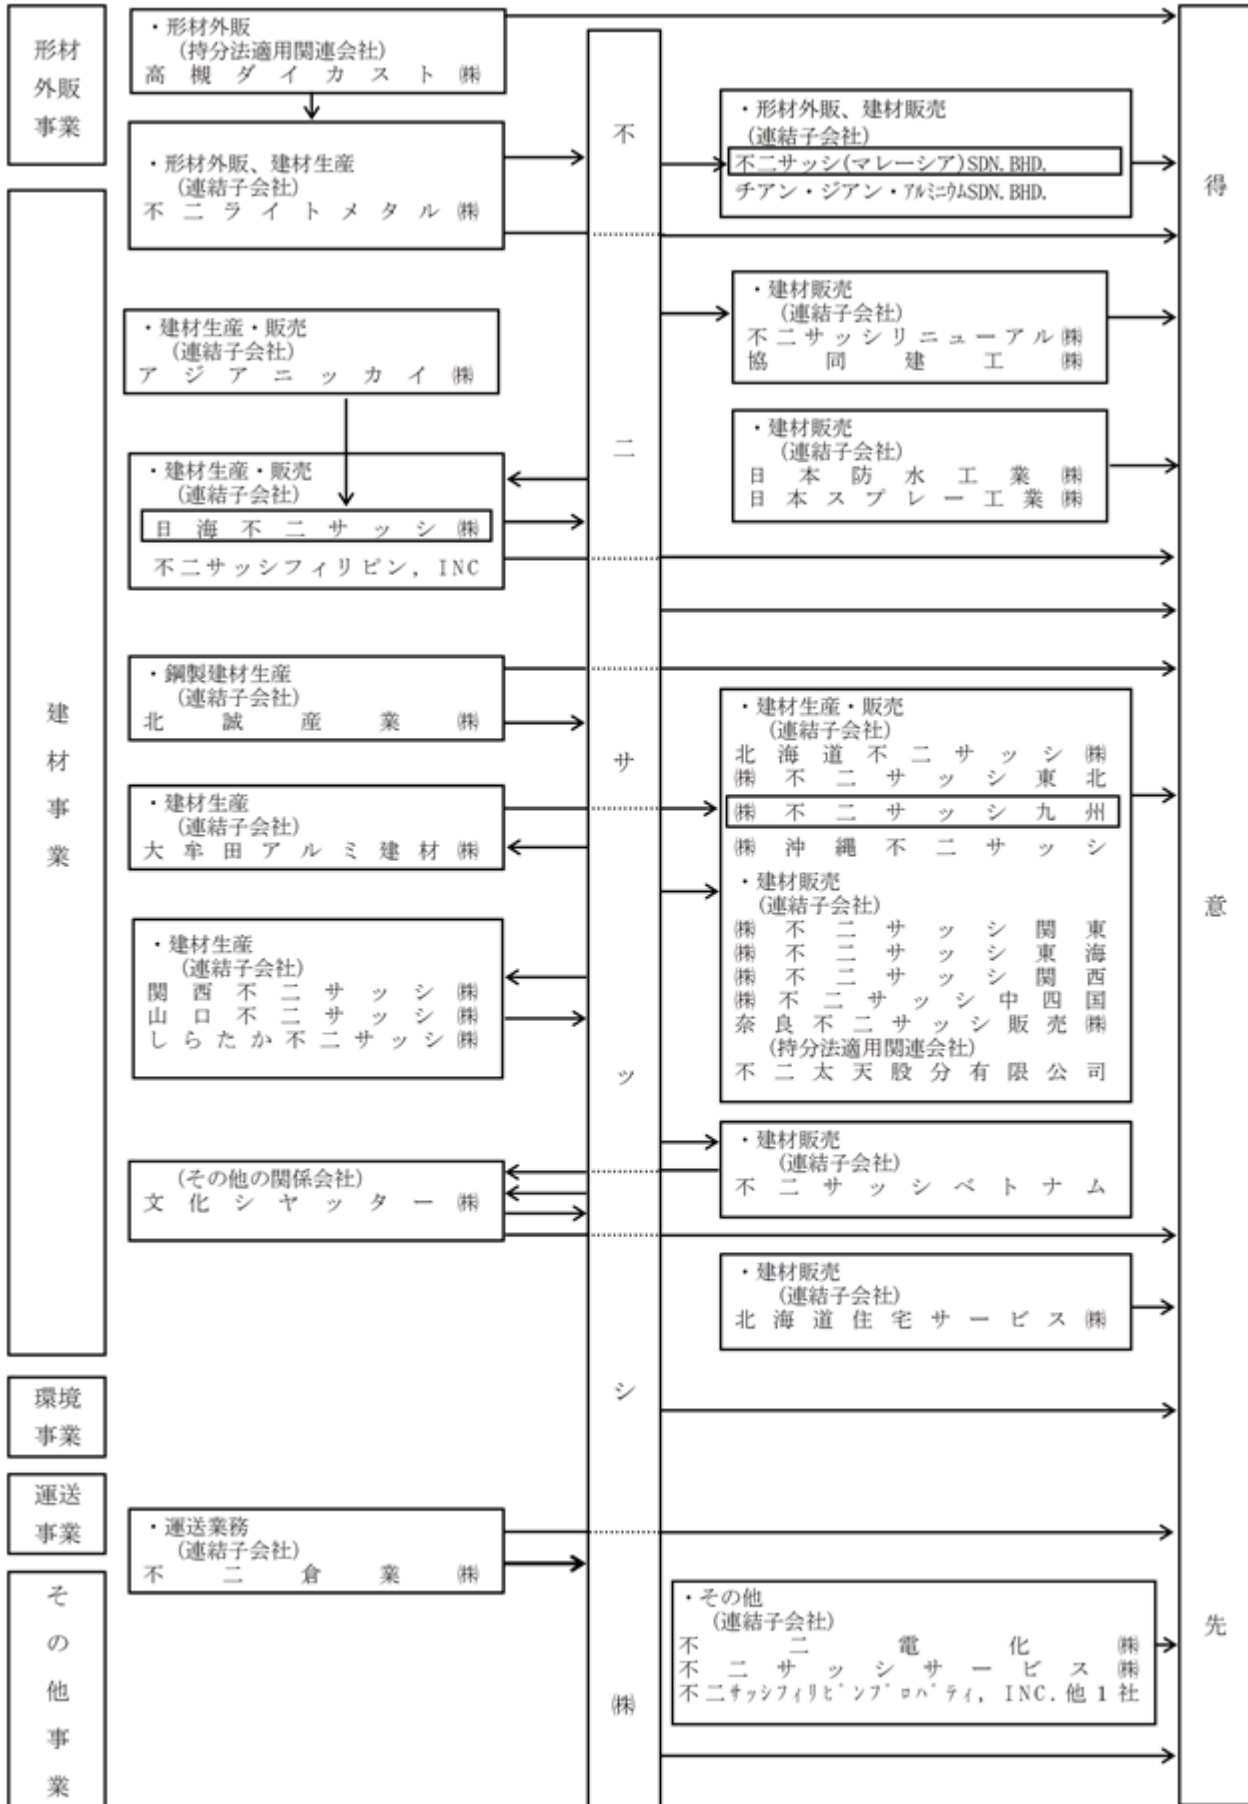 形材
外販
事業
・形材外販
(持分法適用関連会社)
高槻ダイカスト㈱
・形材外販、建材生産
(連結子会社)
不二ライトメタル㈱
建材事業
・建材生産・販売
(連結子会社)
アジアニッカイ㈱
・建材生産・販売
(連結子会社)
日海不二サッシ㈱
不二サッシフィリピン, INC
・鋼製建材生産
(連結子会社)
北誠産業㈱
・建材生産
(連結子会社)
大牟田アルミ建材㈱
・建材生産
(連結子会社)
関西不二サッシ㈱
山口不二サッシ㈱
しらたか不二サッシ㈱
(その他の関係会社)
文化シヤッター㈱
環境
事業
運送
事業
・運送業務
(連結子会社)
不二倉業㈱
その他事業
不二サッシ㈱
・形材外販、建材販売
(連結子会社)
不二サッシ(マレーシア)SDN.BHD.
チアン・ジアン・アルミニウムSDN.BHD.
・建材販売
(連結子会社)
不二サッシリニューアル㈱
協同建工㈱
・建材販売
(連結子会社)
日本防水工業㈱
日本スプレー工業㈱
・建材生産・販売
(連結子会社)
北海道不二サッシ㈱
㈱不二サッシ東北
㈱不二サッシ九州
㈱沖縄不二サッシ
・建材販売
(連結子会社)
㈱不二サッシ関東
㈱不二サッシ東海
㈱不二サッシ関西
㈱不二サッシ中四国
奈良不二サッシ販売㈱
(持分法適用関連会社)
不二太天股分有限公司
・建材販売
(連結子会社)
不二サッシベトナム
・建材販売
(連結子会社)
北海道住宅サービス㈱
・その他
(連結子会社)
不二電化㈱
不二サッシサービス㈱
不二サッシフィリピンプロパティ, INC.他1社
得意先